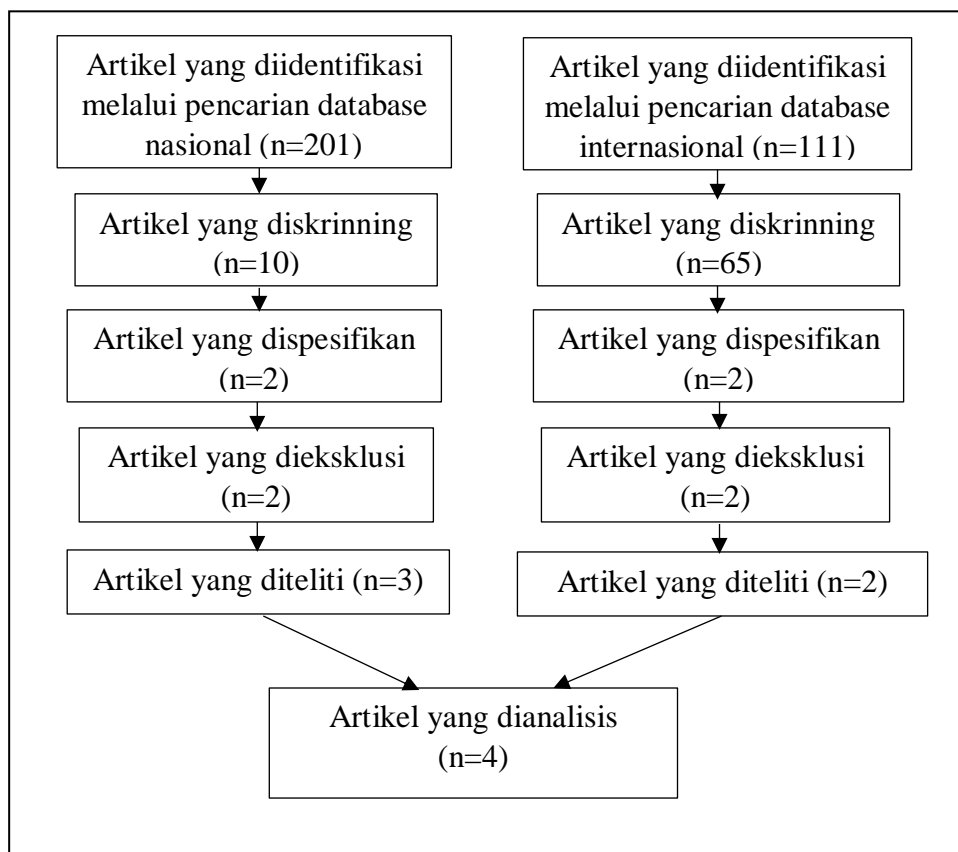 Artikel yang diidentifikasi
melalui pencarian database
nasional (n=201)
Artikel yang diidentifikasi
melalui pencarian database
internasional (n=111)
Artikel yang diskrinning
(n=10)
Artikel yang diskrinning
(n=65)
Artikel yang dispesifikan
(n=2)
Artikel yang dispesifikan
(n=2)
Artikel yang dieksklusi
(n=2)
Artikel yang dieksklusi
(n=2)
Artikel yang diteliti (n=3)
Artikel yang diteliti (n=2)
Artikel yang dianalisis
(n=4)